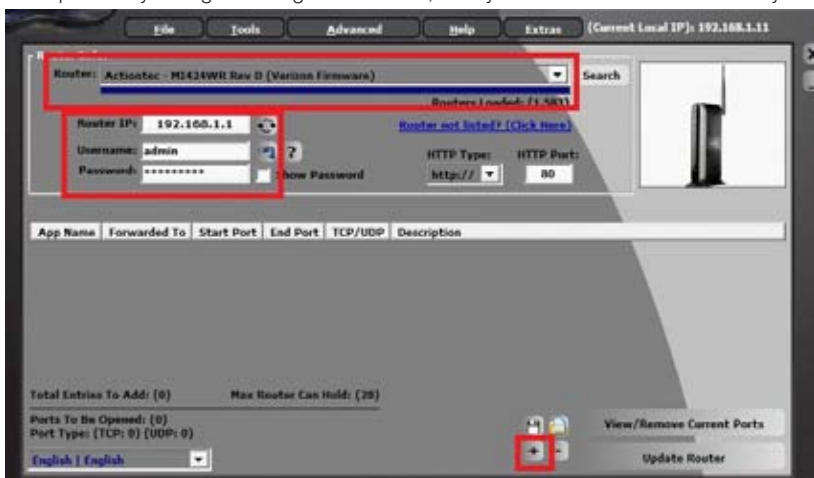 File Tools Advanced Help Extras (Current Local IP): 192.168.1.11
Router: Actiontec - MI424WR Rev D (Verizon Firmware) Search
Routers Loaded: (1,583)
Router IP: 192.168.1.1 Router not listed? (Click Here)
Username: admin ? HTTP Type: HTTP Port:
Password: ********* Show Password http:// 80
App Name Forwarded To Start Port End Port TCP/UDP Description
Total Entries To Add: (0) Max Router Can Hold: (20)
Ports To Be Opened: (0)
Port Type: (TCP: 0) (UDP: 0)
View/Remove Current Ports
English | English + - Update Router